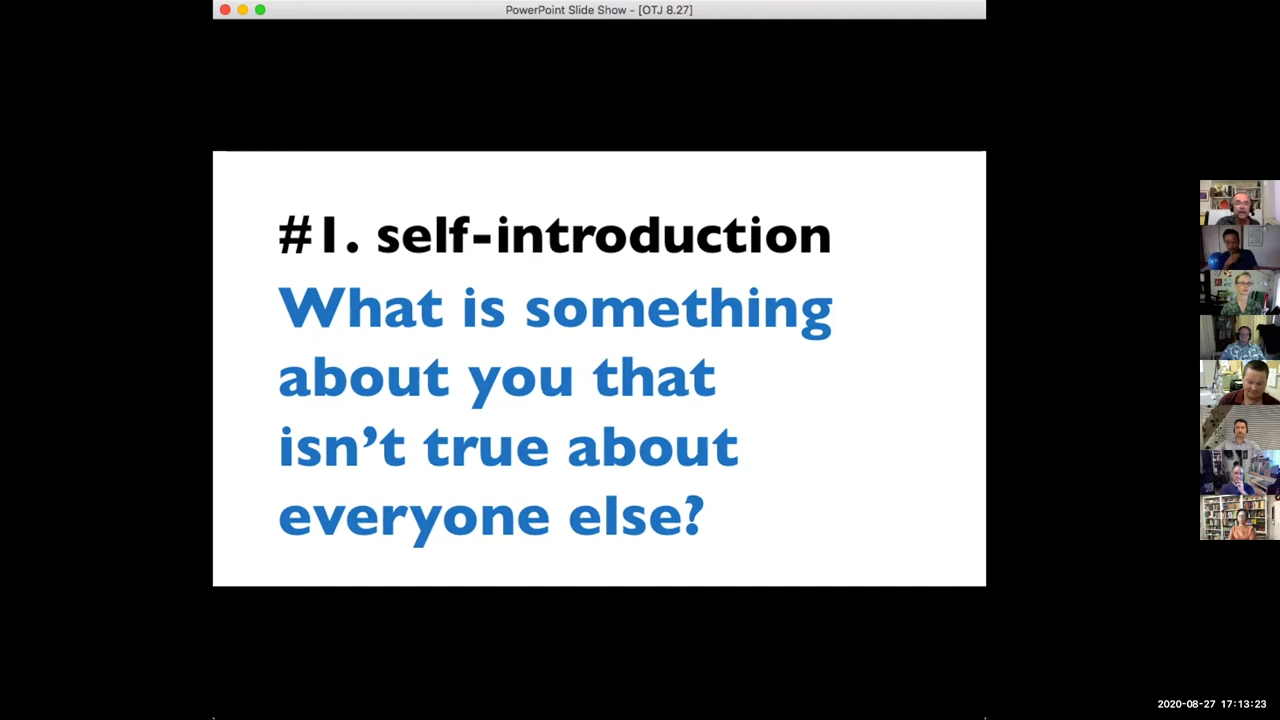 PowerPoint Slide Show - [OTJ 8.27]
#1. self-introduction
What is something
about you that
isn’t true about
everyone else?
2020-08-27 17:13:23